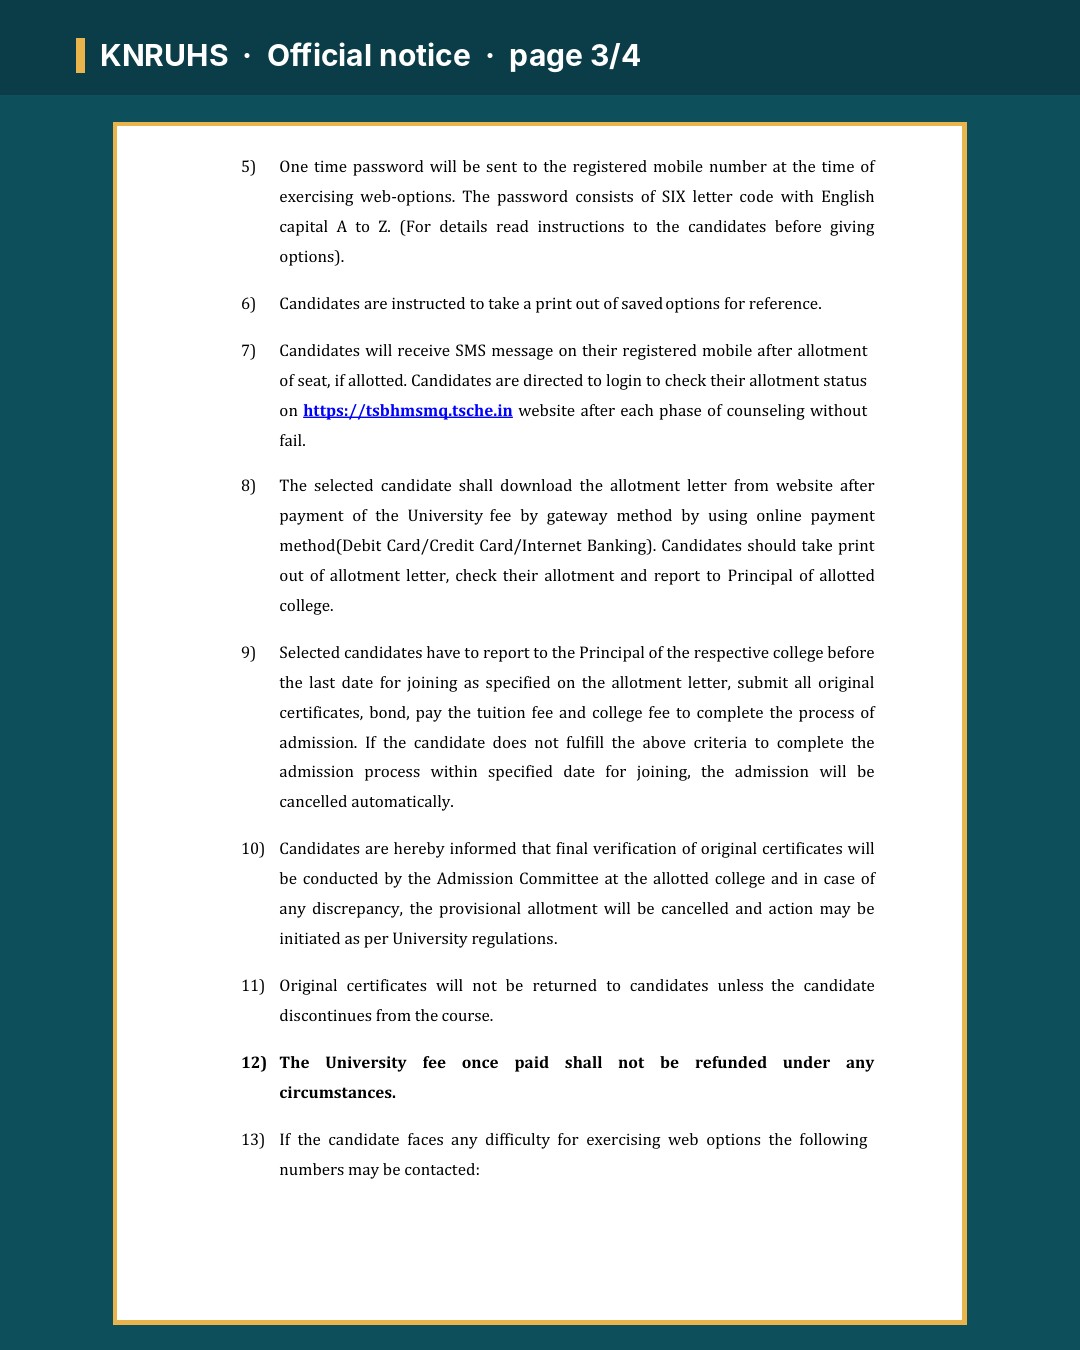 KNRUHS · Official notice · page 3/4
5) One time password will be sent to the registered mobile number at the time of
exercising web-options. The password consists of SIX letter code with English
capital A to Z. (For details read instructions to the candidates before giving
options).
6) Candidates are instructed to take a print out of saved options for reference.
7) Candidates will receive SMS message on their registered mobile after allotment
of seat, if allotted. Candidates are directed to login to check their allotment status
on https://tsbhmsmq.tsche.in website after each phase of counseling without
fail.
8) The selected candidate shall download the allotment letter from website after
payment of the University fee by gateway method by using online payment
method(Debit Card/Credit Card/Internet Banking). Candidates should take print
out of allotment letter, check their allotment and report to Principal of allotted
college.
9) Selected candidates have to report to the Principal of the respective college before
the last date for joining as specified on the allotment letter, submit all original
certificates, bond, pay the tuition fee and college fee to complete the process of
admission. If the candidate does not fulfill the above criteria to complete the
admission process within specified date for joining, the admission will be
cancelled automatically.
10) Candidates are hereby informed that final verification of original certificates will
be conducted by the Admission Committee at the allotted college and in case of
any discrepancy, the provisional allotment will be cancelled and action may be
initiated as per University regulations.
11) Original certificates will not be returned to candidates unless the candidate
discontinues from the course.
12) The University fee once paid shall not be refunded under any
circumstances.
13) If the candidate faces any difficulty for exercising web options the following
numbers may be contacted: